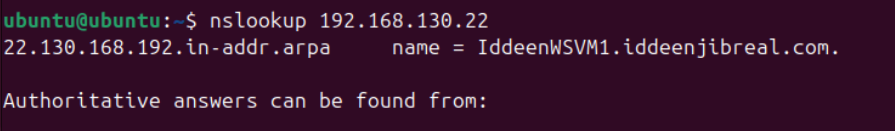 ubuntu@ubuntu:~$ nslookup 192.168.130.22
22.130.168.192.in-addr.arpa     name = IddeenWSVM1.iddeenjibreal.com.
Authoritative answers can be found from: